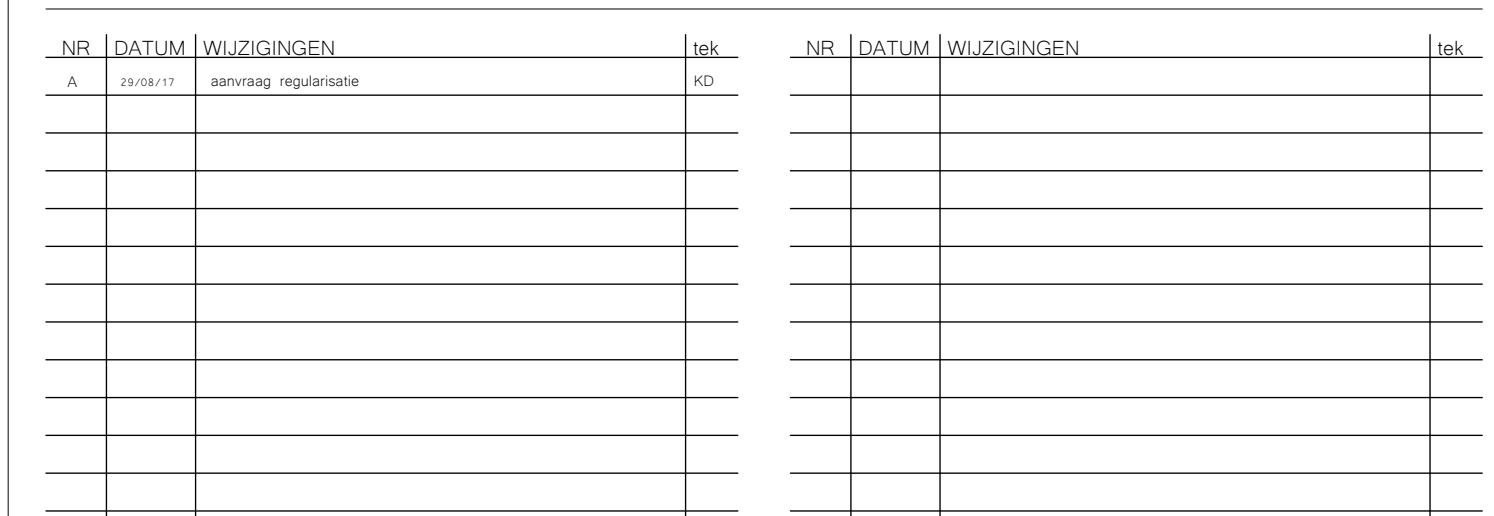 NR DATUM WIJZIGINGEN tek NR DATUM WIJZIGINGEN tek
A 29/08/17 aanvraag regularisatie KD